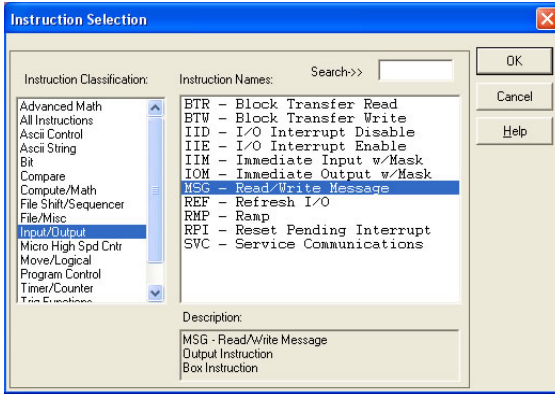 Instruction Selection
Instruction Classification:
Advanced Math
All Instructions
Ascii Control
Ascii String
Bit
Compare
Compute/Math
File Shift/Sequencer
File/Misc
Input/Output
Micro High Spd Cntr
Move/Logical
Program Control
Timer/Counter
Trig Functions
Instruction Names:
Search>>
BTR - Block Transfer Read
BTW - Block Transfer Write
IID - I/O Interrupt Disable
IIE - I/O Interrupt Enable
IIM - Immediate Input w/Mask
IOM - Immediate Output w/Mask
MSG - Read/Write Message
REF - Refresh I/O
RMP - Ramp
RPI - Reset Pending Interrupt
SVC - Service Communications
Description:
MSG - Read/Write Message
Output Instruction
Box Instruction
OK
Cancel
Help